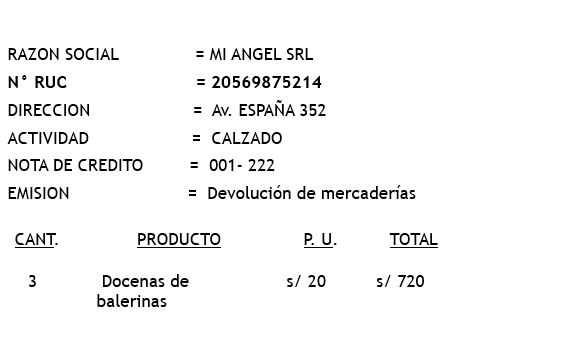 RAZON SOCIAL = MI ANGEL SRL
N° RUC = 20569875214
DIRECCION = Av. ESPAÑA 352
ACTIVIDAD = CALZADO
NOTA DE CREDITO = 001- 222
EMISION = Devolución de mercaderías
CANT. PRODUCTO P. U. TOTAL
3 Docenas de s/ 20 s/ 720
balerinas